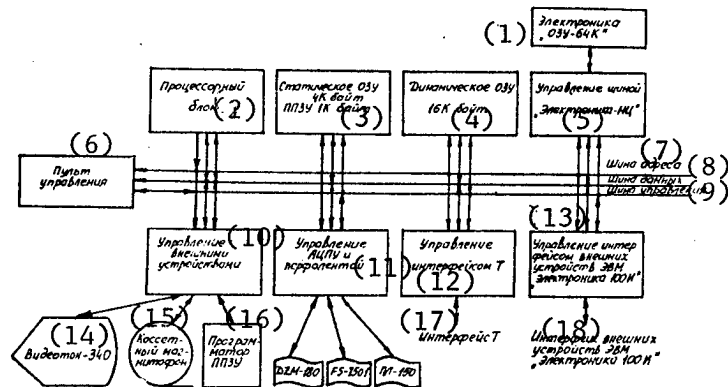 (1)
Электроника
„ОЗУ-64К"
Процессорный
блок (2)
Статическое ОЗУ
4К байт
ППЗУ 1К байт
(3)
Динамическое ОЗУ
16К байт
(4)
Управление шиной
„Электроника-НЦ"
(5)
(6)
Пульт
управления
(7)
Шина адреса (8)
Шина данных
Шина управления (9)
(10)
Управление
внешними
устройствами
Управление
АЦПУ и
перфолентой (11)
Управление
интерфейсом Т
(12)
(13)
Управление интер
фейсом внешних
устройств ЭВМ
„Электроника 100И"
(14)
Видеотон-340
(15)
Кассетный маг-
нитофон
(16)
Програм-
матор
ППЗУ
DZM-180
FS-1501
ПЛ-150
(17)
Интерфейс Т
(18)
Интерфейс внешних
устройств ЭВМ
„Электроника 100И"